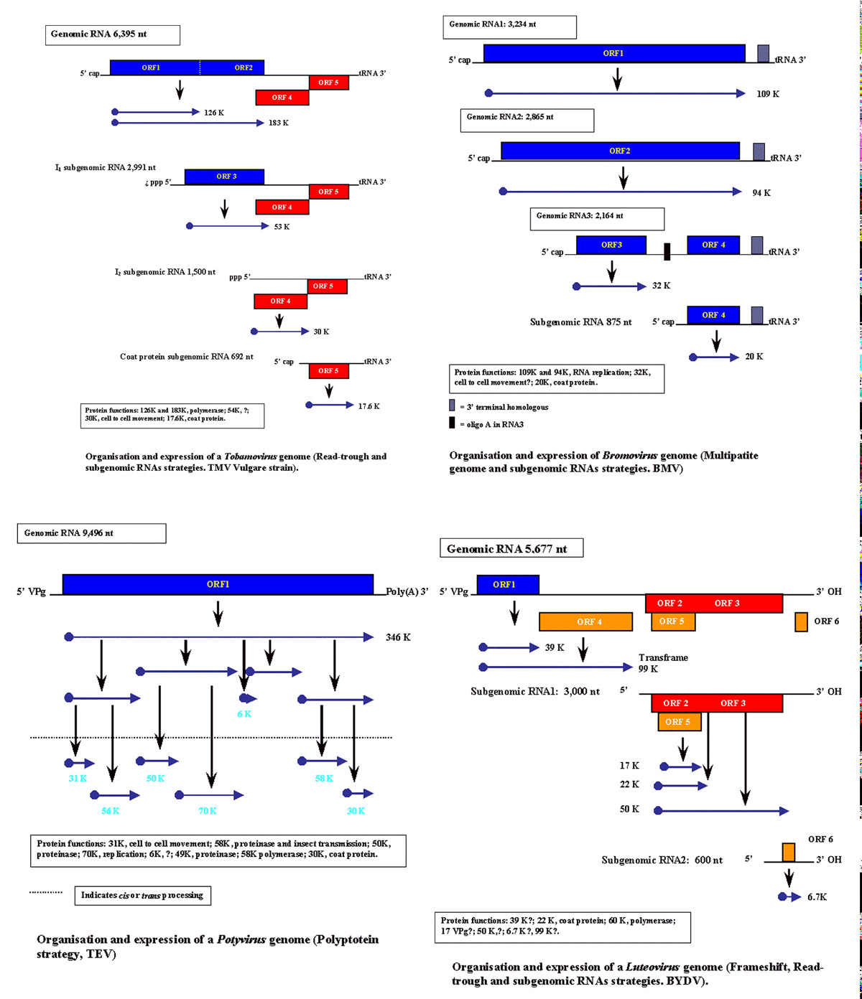 Genomic RNA 6,395 nt
ORF1
ORF2
5' cap
tRNA 3'
ORF 5
ORF 4
126 K
183 K
I₁ subgenomic RNA 2,991 nt
ORF 3
¿ ppp 5'
tRNA 3'
ORF 5
ORF 4
53 K
I₂ subgenomic RNA 1,500 nt
ppp 5'
tRNA 3'
ORF 5
ORF 4
30 K
Coat protein subgenomic RNA 692 nt
5' cap
tRNA 3'
ORF 5
17.6 K
Protein functions: 126K and 183K, polymerase; 54K, ?;
30K, cell to cell movement; 17.6K, coat protein.
Organisation and expression of a Tobamovirus genome (Read-trough and
subgenomic RNAs strategies. TMV Vulgare strain).
Genomic RNA1: 3,234 nt
ORF1
5' cap
tRNA 3'
109 K
Genomic RNA2: 2,865 nt
ORF2
5' cap
tRNA 3'
94 K
Genomic RNA3: 2,164 nt
ORF3
ORF 4
5' cap
tRNA 3'
32 K
ORF 4
Subgenomic RNA 875 nt
5' cap
tRNA 3'
20 K
Protein functions: 109K and 94K, RNA replication; 32K,
cell to cell movement?; 20K, coat protein.
= 3' terminal homologous
= oligo A in RNA3
Organisation and expression of Bromovirus genome (Multipatite
genome and subgenomic RNAs strategies. BMV)
Genomic RNA 9,496 nt
ORF1
5' VPg
Poly(A) 3'
346 K
6 K
31 K
50 K
58 K
56 K
70 K
30 K
Protein functions: 31K, cell to cell movement; 58K, proteinase and insect transmission; 50K,
proteinase; 70K, replication; 6K, ?; 49K, proteinase; 58K polymerase; 30K, coat protein.
Indicates cis or trans processing
Organisation and expression of a Potyvirus genome (Polyptotein
strategy, TEV)
Genomic RNA 5,677 nt
ORF1
5' VPg
3' OH
ORF 2
ORF 3
ORF 4
ORF 5
ORF 6
39 K
Transframe
99 K
Subgenomic RNA1: 3,000 nt
5'
3' OH
ORF 2
ORF 3
ORF 5
17 K
22 K
50 K
ORF 6
Subgenomic RNA2: 600 nt
5'
3' OH
6.7K
Protein functions: 39 K?; 22 K, coat protein; 60 K, polymerase;
17 VPg?; 50 K,?; 6.7 K?, 99 K?.
Organisation and expression of a Luteovirus genome (Frameshift, Read-
trough and subgenomic RNAs strategies. BYDV).